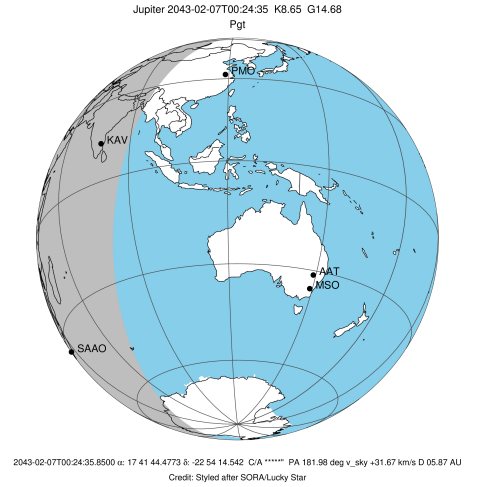 Jupiter 2043-02-07T00:24:35 K8.65 G14.68
Pgt
PMO
KAV
AAT
MSO
SAAO
2043-02-07T00:24:35.8500 α: 17 41 44.4773 δ: -22 54 14.542 C/A *****" PA 181.98 deg v_sky +31.67 km/s D 05.87 AU
Credit: Styled after SORA/Lucky Star